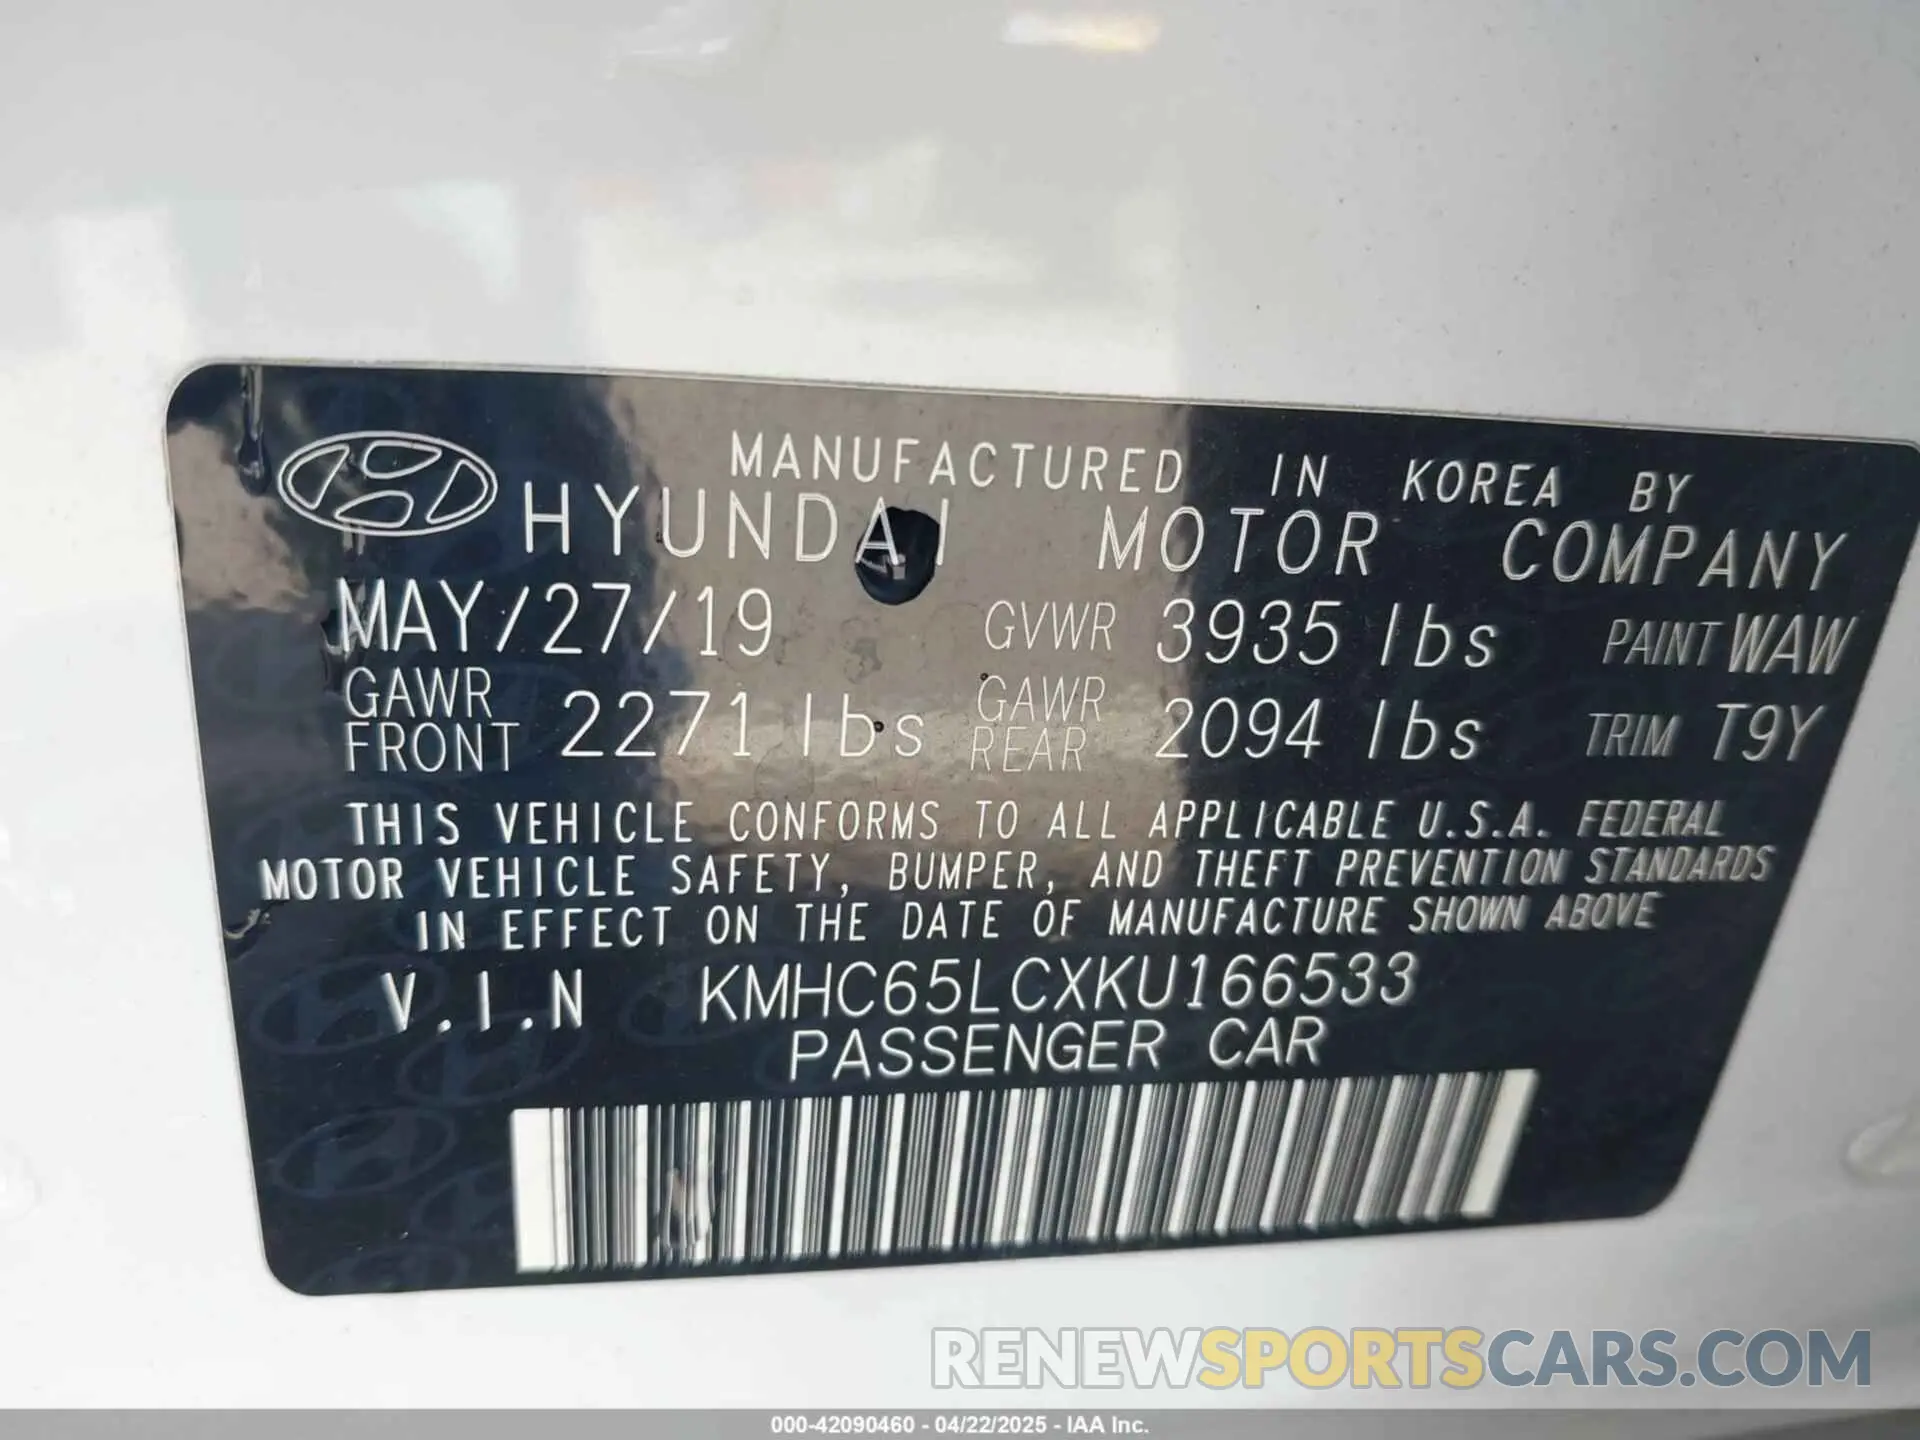 MANUFACTURED IN KOREA BY
HYUNDAI MOTOR COMPANY
MAY/27/19 GVWR 3935 lbs PAINT WAW
GAWR FRONT 2271 lbs GAWR REAR 2094 lbs TRIM T9Y
THIS VEHICLE CONFORMS TO ALL APPLICABLE U.S.A. FEDERAL
MOTOR VEHICLE SAFETY, BUMPER, AND THEFT PREVENTION STANDARDS
IN EFFECT ON THE DATE OF MANUFACTURE SHOWN ABOVE
V.I.N KMHC65LCXKU166533
PASSENGER CAR
RENEWSPORTSCARS.COM
000-42090460 - 04/22/2025 - IAA Inc.